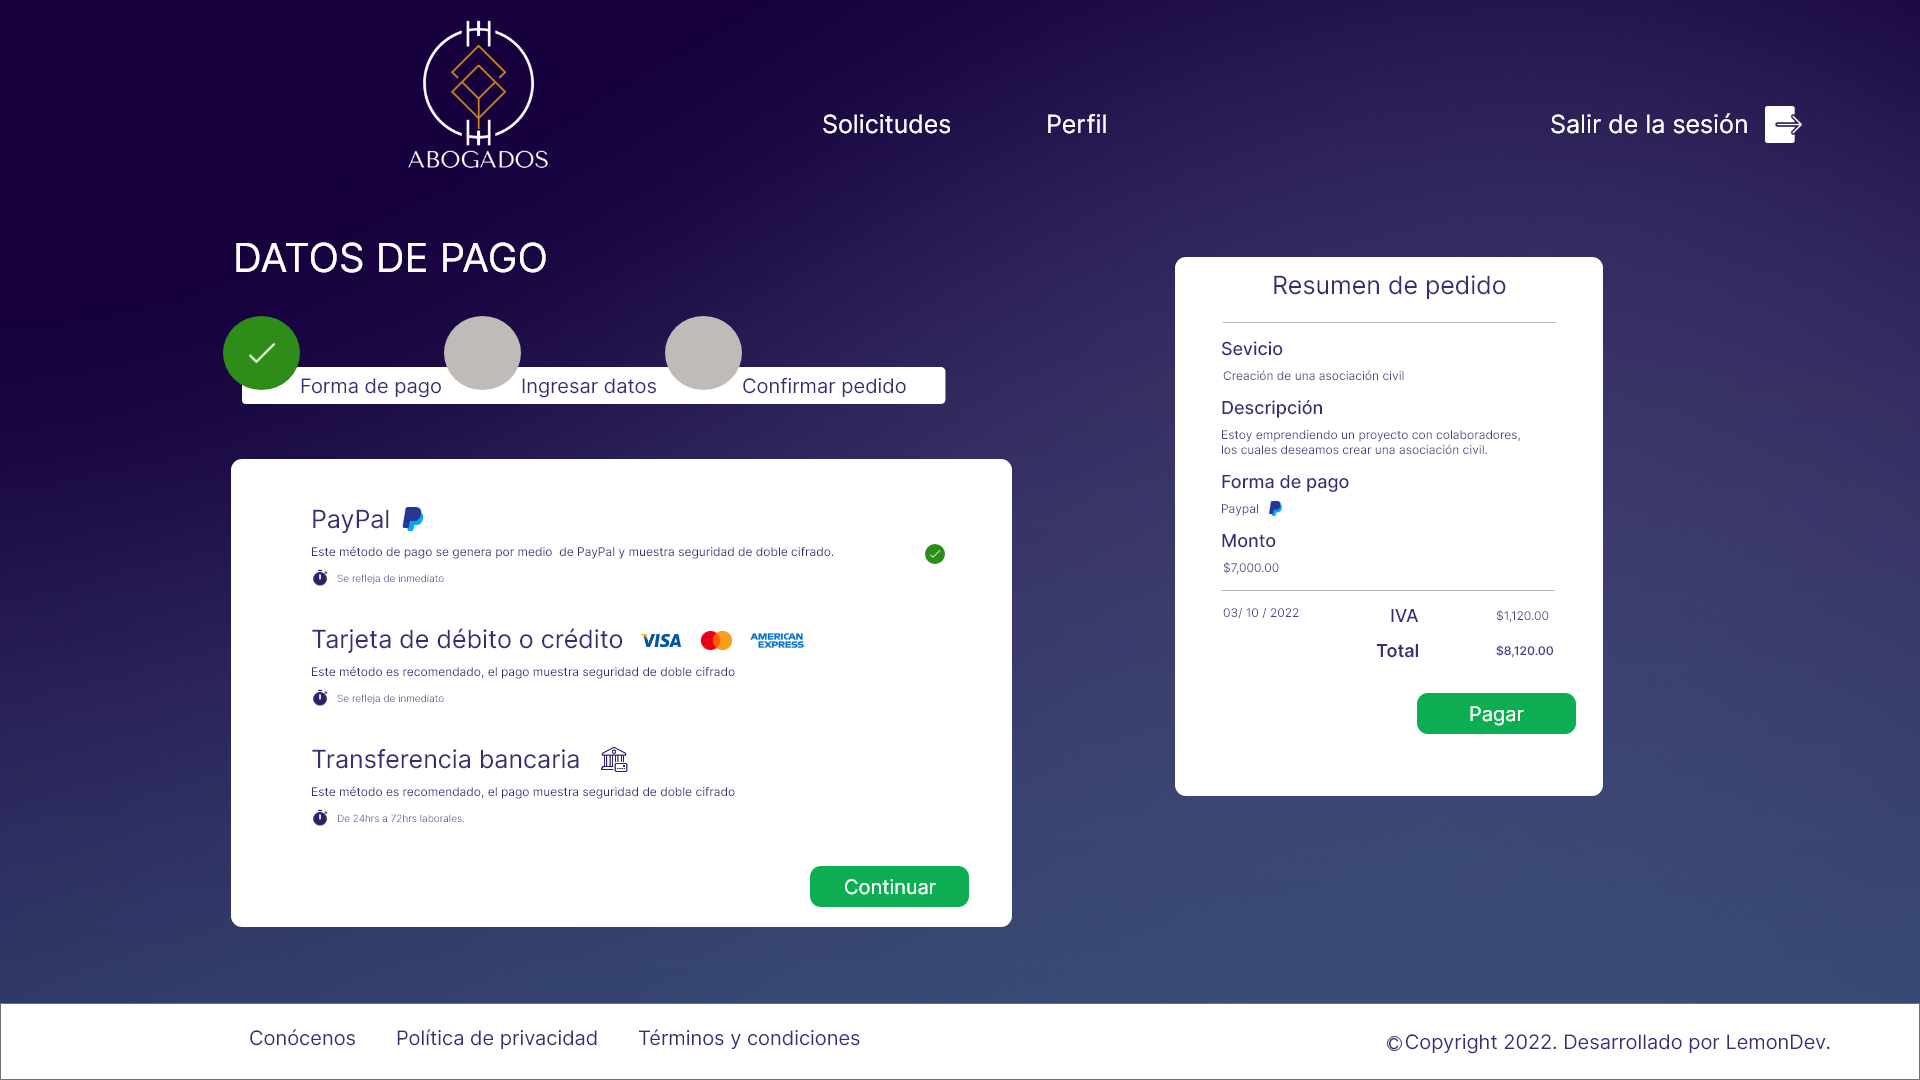 ABOGADOS
Solicitudes
Perfil
Salir de la sesión
DATOS DE PAGO
Forma de pago
Ingresar datos
Confirmar pedido
PayPal
Este método de pago se genera por medio de PayPal y muestra seguridad de doble cifrado.
Se refleja de inmediato
Tarjeta de débito o crédito
VISA
AMERICAN
EXPRESS
Este método es recomendado, el pago muestra seguridad de doble cifrado
Se refleja de inmediato
Transferencia bancaria
Este método es recomendado, el pago muestra seguridad de doble cifrado
De 24hrs a 72hrs laborales.
Continuar
Resumen de pedido
Sevicio
Creación de una asociación civil
Descripción
Estoy emprendiendo un proyecto con colaboradores,
los cuales deseamos crear una asociación civil.
Forma de pago
Paypal
Monto
$7,000.00
03/ 10 / 2022
IVA
$1,120.00
Total
$8,120.00
Pagar
Conócenos
Política de privacidad
Términos y condiciones
©Copyright 2022. Desarrollado por LemonDev.